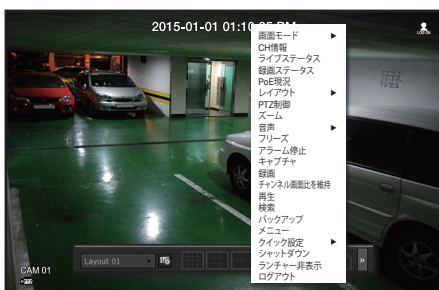 2015-01-01 01:10
画面モード
CH情報
ライブステータス
録画ステータス
PoE現況
レイアウト
PTZ制御
ズーム
音声
フリーズ
アラーム停止
キャプチャ
録画
チャンネル画面比を維持
再生
検索
バックアップ
メニュー
クイック設定
シャットダウン
ランチャー非表示
ログアウト
Layout 01
CAM 01